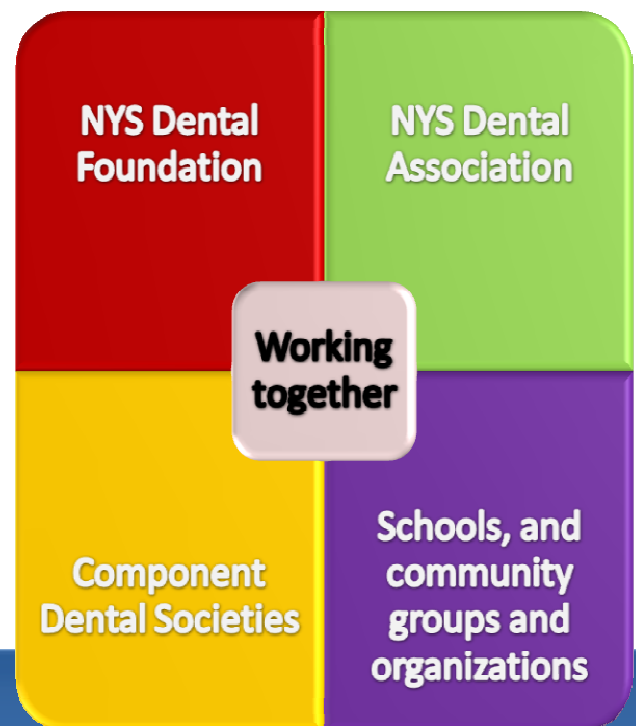 NYS Dental
Foundation
NYS Dental
Association
Working
together
Component
Dental Societies
Schools, and
community
groups and
organizations